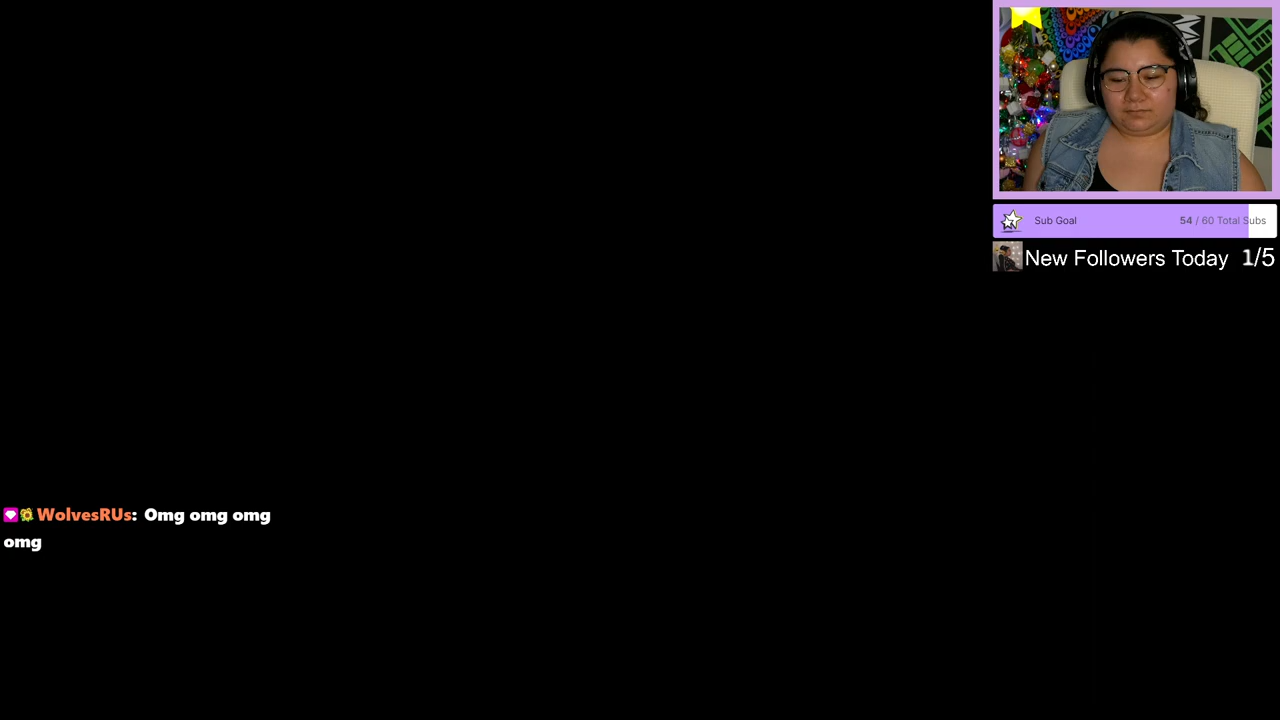 Sub Goal 54 / 60 Total Subs
New Followers Today 1/5
WolvesRUs: Omg omg omg
omg